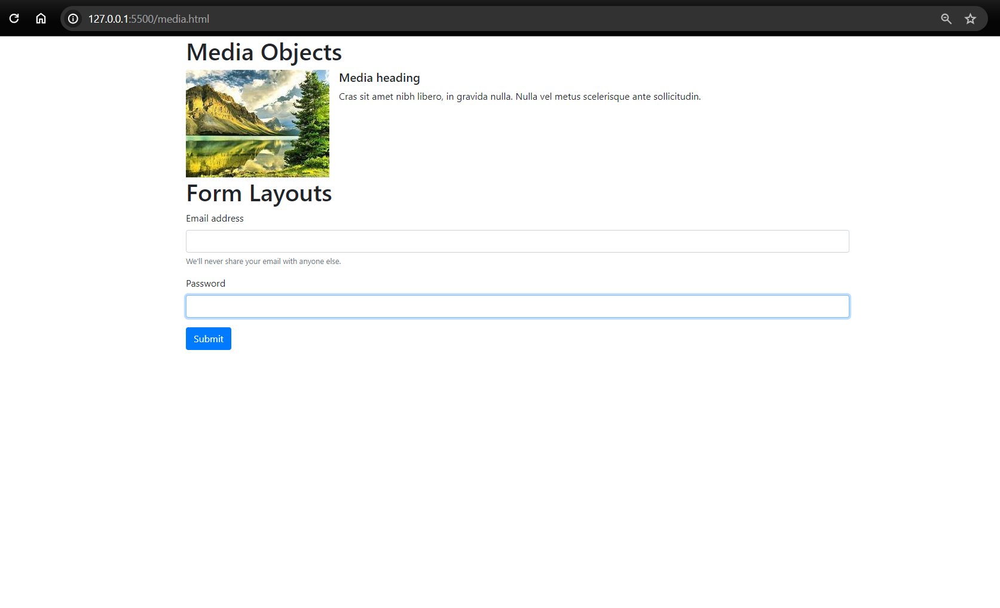 127.0.0.1:5500/media.html
Media Objects
Media heading
Cras sit amet nibh libero, in gravida nulla. Nulla vel metus scelerisque ante sollicitudin.
Form Layouts
Email address
We'll never share your email with anyone else.
Password
Submit